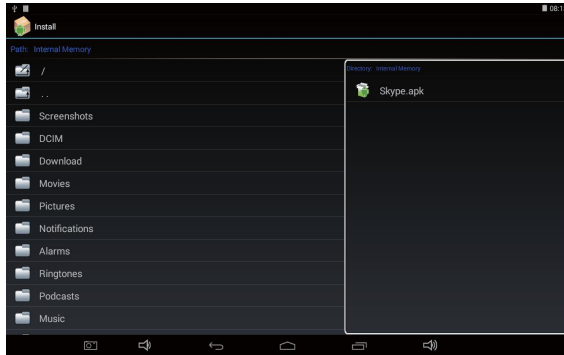 08:1
Install
Path: Internal Memory
/
..
Screenshots
DCIM
Download
Movies
Pictures
Notifications
Alarms
Ringtones
Podcasts
Music
Directory: Internal Memory
Skype.apk